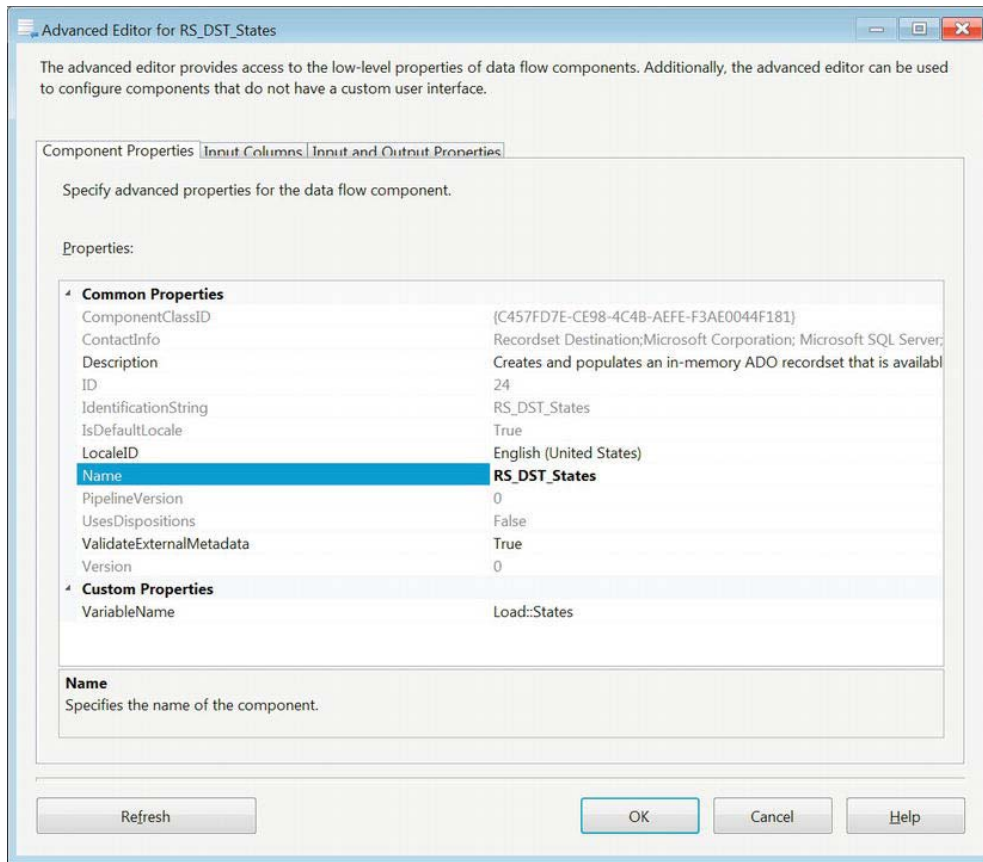 Advanced Editor for RS_DST_States
The advanced editor provides access to the low-level properties of data flow components. Additionally, the advanced editor can be used
to configure components that do not have a custom user interface.
Component Properties Input Columns Input and Output Properties
Specify advanced properties for the data flow component.
Properties:
Common Properties
ComponentClassID {C457FD7E-CE98-4C4B-AEFE-F3AE0044F181}
ContactInfo Recordset Destination;Microsoft Corporation; Microsoft SQL Server;
Description Creates and populates an in-memory ADO recordset that is availabl
ID 24
IdentificationString RS_DST_States
IsDefaultLocale True
LocaleID English (United States)
Name RS_DST_States
PipelineVersion 0
UsesDispositions False
ValidateExternalMetadata True
Version 0
Custom Properties
VariableName Load::States
Name
Specifies the name of the component.
Refresh OK Cancel Help